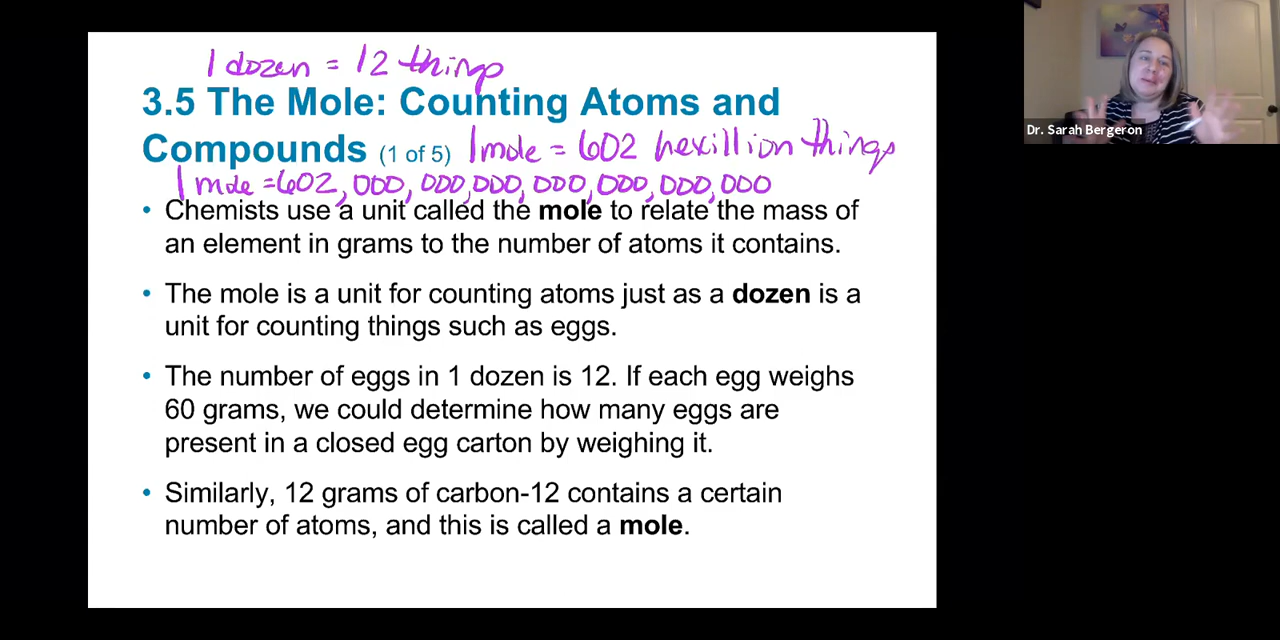 1 dozen = 12 things
3.5 The Mole: Counting Atoms and
Compounds (1 of 5) 1 mole = 602 hexillion things
1 mole = 602,000,000,000,000,000,000,000
• Chemists use a unit called the mole to relate the mass of
an element in grams to the number of atoms it contains.
• The mole is a unit for counting atoms just as a dozen is a
unit for counting things such as eggs.
• The number of eggs in 1 dozen is 12. If each egg weighs
60 grams, we could determine how many eggs are
present in a closed egg carton by weighing it.
• Similarly, 12 grams of carbon-12 contains a certain
number of atoms, and this is called a mole.
Dr. Sarah Bergeron